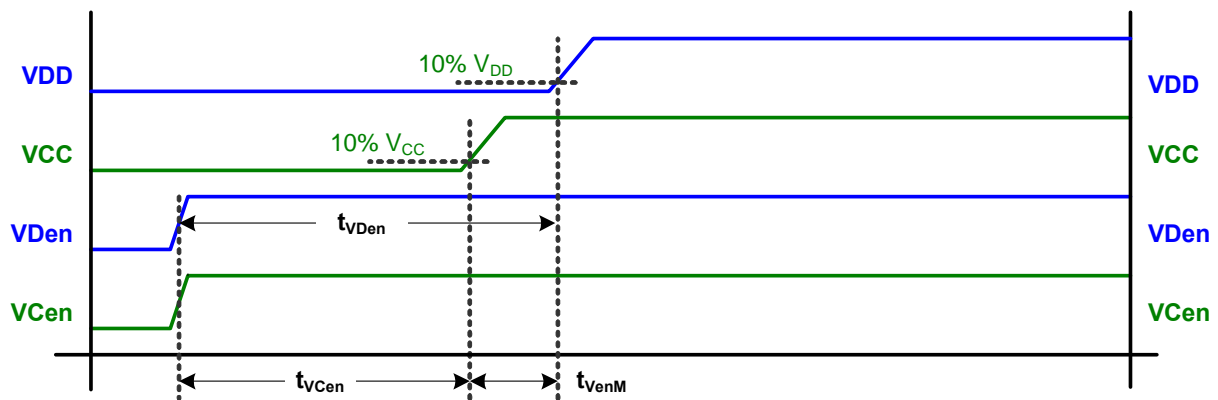 10% VDD
VDD VDD
10% VCC
VCC VCC
tVDen
VDen VDen
VCen VCen
tVCen tVenM